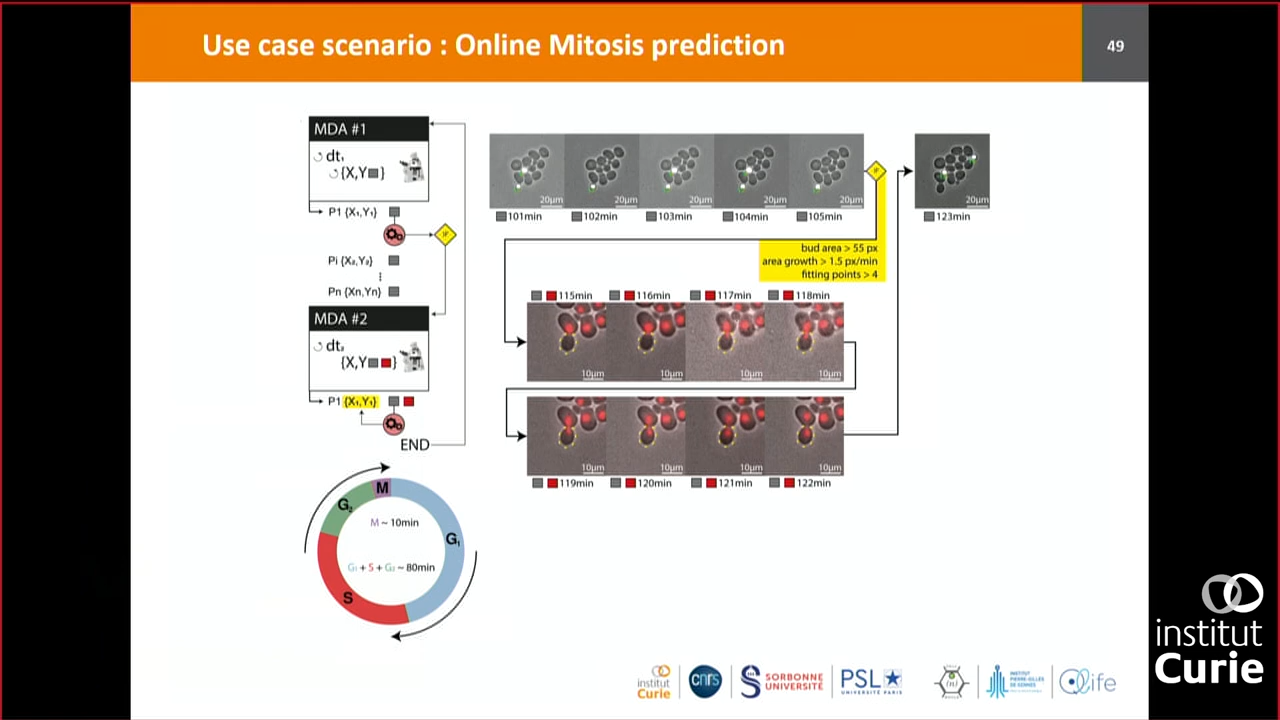 Use case scenario : Online Mitosis prediction
49
MDA #1
dt₁
{X,Y }
P1 {X₁,Y₁}
IF
Pn {Xn,Yn}
MDA #2
{X,Y }
P1 {X₁,Y₁}
END
M
G₂
M ~ 10min
G₁
G₁ + S + G₂ ~ 80min
S
20µm 20µm 20µm 20µm 20µm
101min 102min 103min 104min 105min
IF
20µm
123min
bud area > 55 px
area growth > 1.5 px/min
fitting points > 4
115min 116min 117min 118min
10µm 10µm 10µm 10µm
10µm 10µm 10µm 10µm
119min 120min 121min 122min
institut
Curie
cnrs
SORBONNE
UNIVERSITÉ
PSL
UNIVERSITÉ PARIS
INSTITUT
PIERRE-GILLES
DE GENNES
life
institut
Curie